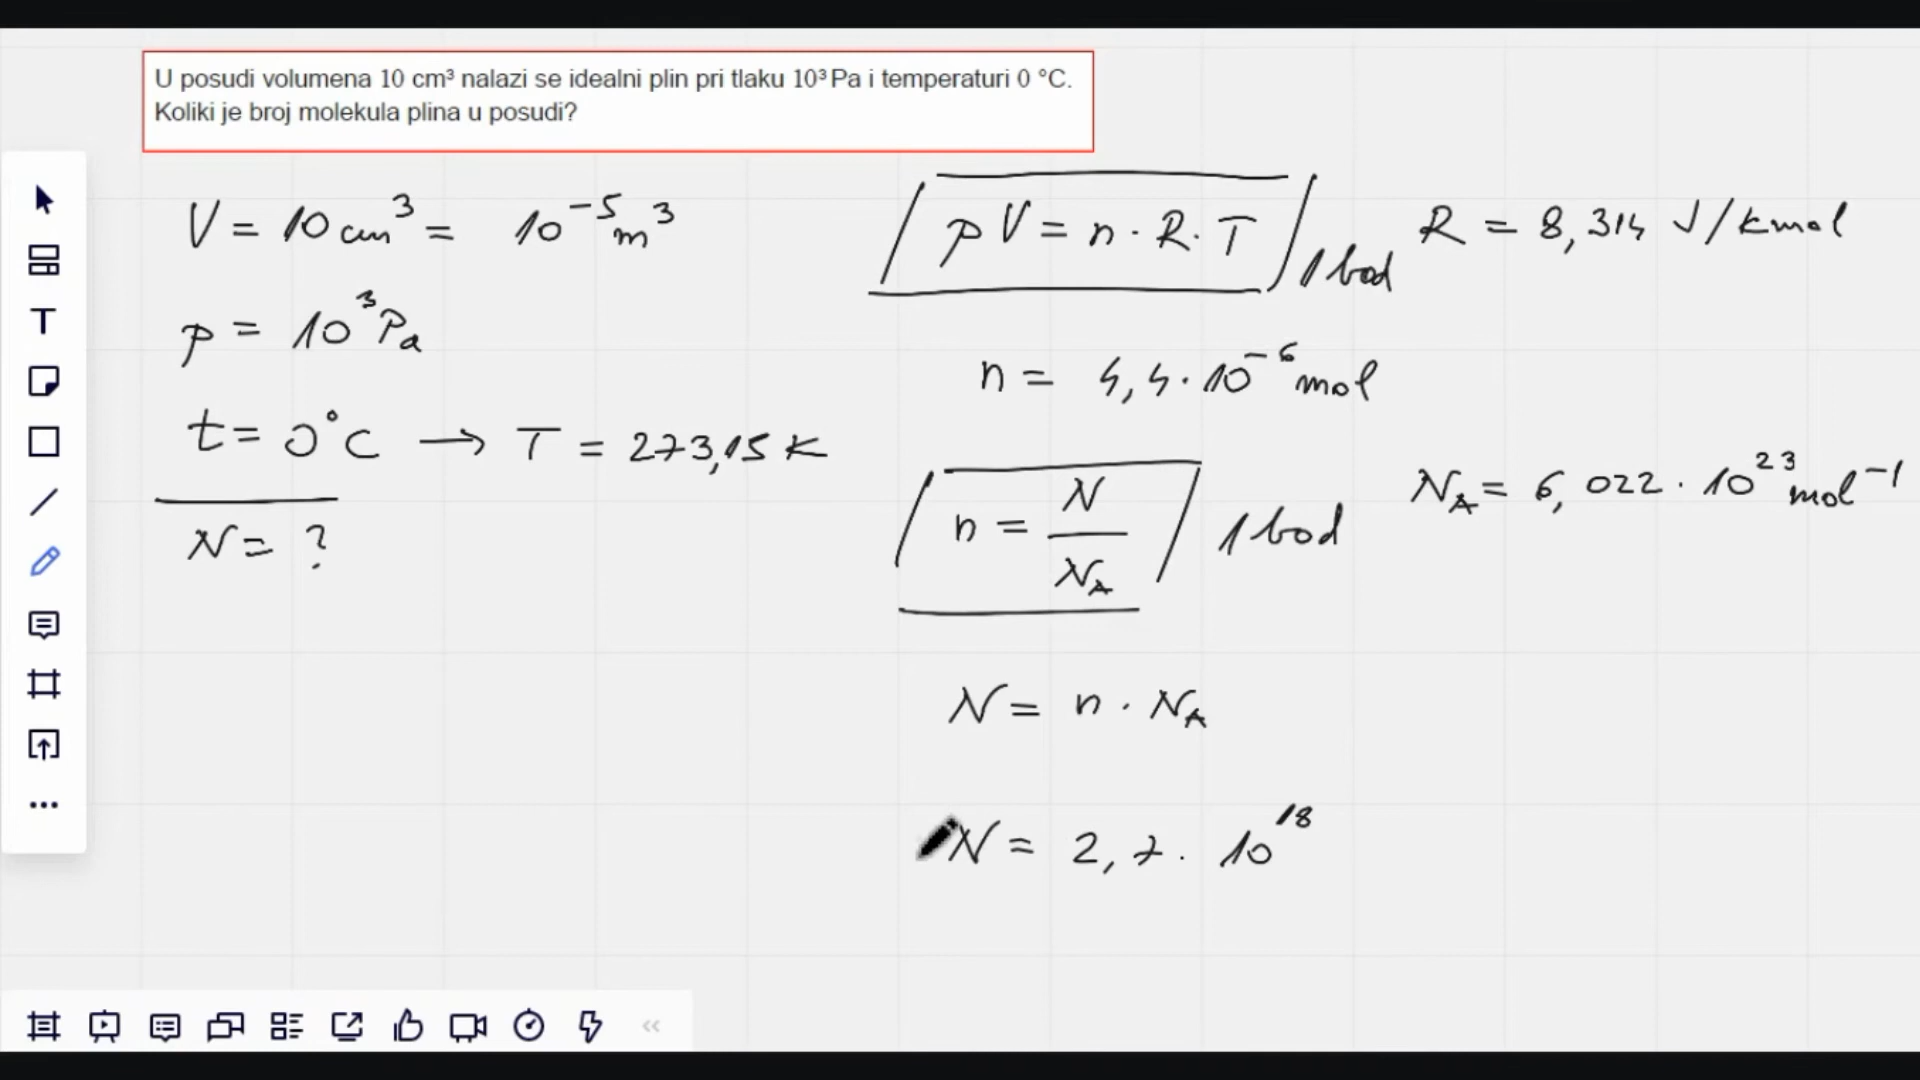 U posudi volumena 10 cm³ nalazi se idealni plin pri tlaku 10³ Pa i temperaturi 0 °C.
Koliki je broj molekula plina u posudi?
V = 10 cm³ = 10⁻⁵ m³
p = 10³ Pa
t = 0°C → T = 273,15 K
N = ?
pV = n · R · T 1 bod R = 8,314 J/Kmol
n = 4,4 · 10⁻⁶ mol
n = N/N_A 1 bod N_A = 6,022 · 10²³ mol⁻¹
N = n · N_A
N = 2,7 · 10¹⁸
T